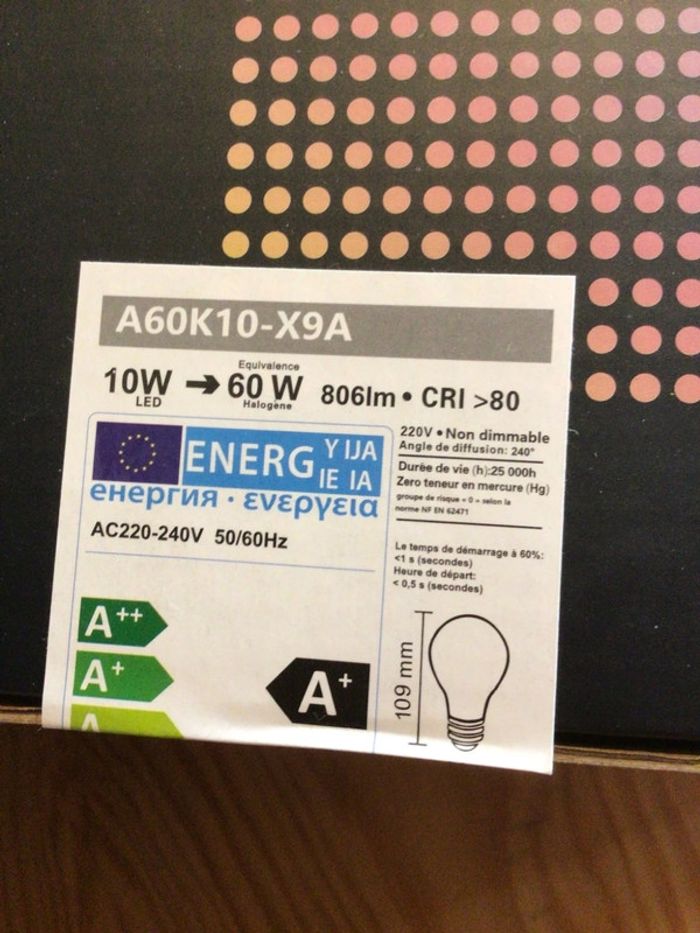 A60K10-X9A
Equivalence
10W → 60 W 806lm • CRI >80
LED Halogène
220V • Non dimmable
Angle de diffusion: 240°
ENERG Y IJA
IE IA
енергия · ενεργεια
Durée de vie (h):25 000h
Zero teneur en mercure (Hg)
groupe de risque « 0 » selon la
norme NF EN 62471
AC220-240V 50/60Hz
Le temps de démarrage à 60%:
<1 s (secondes)
Heure de départ:
< 0,5 s (secondes)
A++
A+
A
A+
109 mm